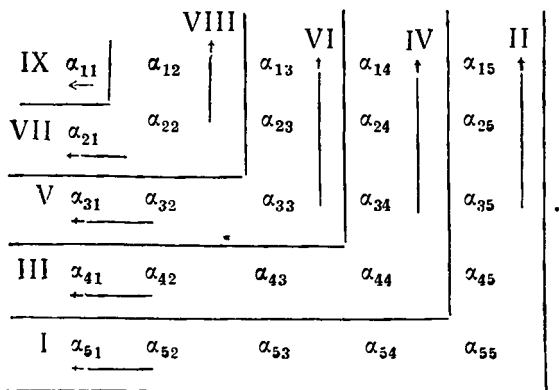 VIII VI IV II
IX α₁₁ α₁₂ α₁₃ α₁₄ α₁₅
VII α₂₁ α₂₂ α₂₃ α₂₄ α₂₅
V α₃₁ α₃₂ α₃₃ α₃₄ α₃₅ .
III α₄₁ α₄₂ α₄₃ α₄₄ α₄₅
I α₅₁ α₅₂ α₅₃ α₅₄ α₅₅